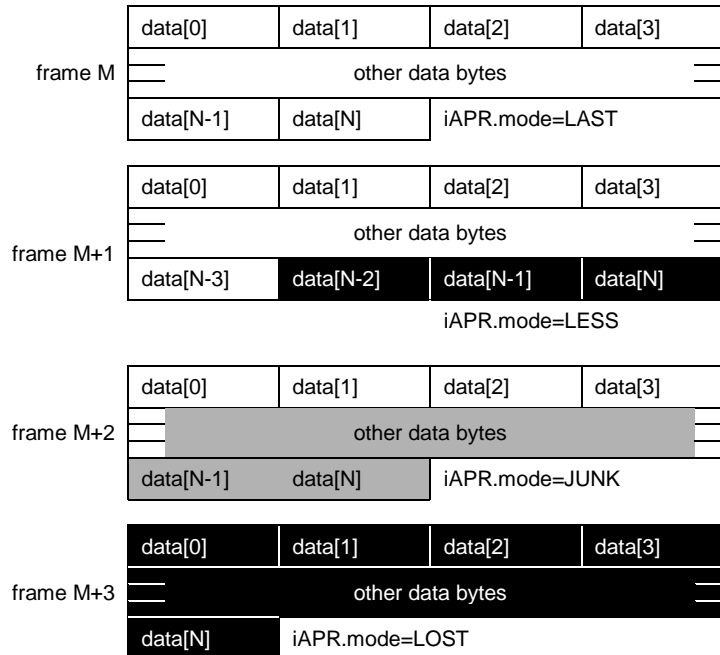 data[0] data[1] data[2] data[3]
frame M other data bytes
data[N-1] data[N] iAPR.mode=LAST
data[0] data[1] data[2] data[3]
other data bytes
frame M+1
data[N-3] data[N-2] data[N-1] data[N]
iAPR.mode=LESS
data[0] data[1] data[2] data[3]
frame M+2 other data bytes
data[N-1] data[N] iAPR.mode=JUNK
data[0] data[1] data[2] data[3]
frame M+3 other data bytes
data[N] iAPR.mode=LOST